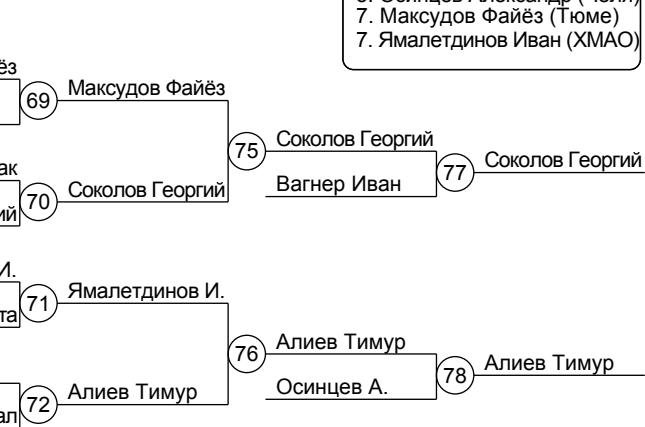 7. Максудов Файёз (Тюме)
7. Ямалетдинов Иван (ХМАО)
69 Максудов Файёз
75 Соколов Георгий
77 Соколов Георгий
Вагнер Иван
70 Соколов Георгий
71 Ямалетдинов И.
76 Алиев Тимур
78 Алиев Тимур
Осинцев А.
72 Алиев Тимур